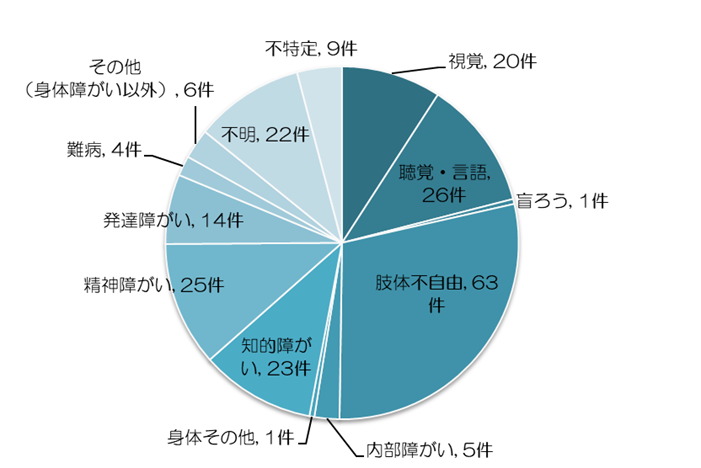 不特定, 9件
視覚, 20件
その他
（身体障がい以外）, 6件
不明, 22件
難病, 4件
聴覚・言語,
26件
盲ろう, 1件
発達障がい, 14件
精神障がい, 25件
肢体不自由, 63
件
知的障が
い, 23件
身体その他, 1件
内部障がい, 5件